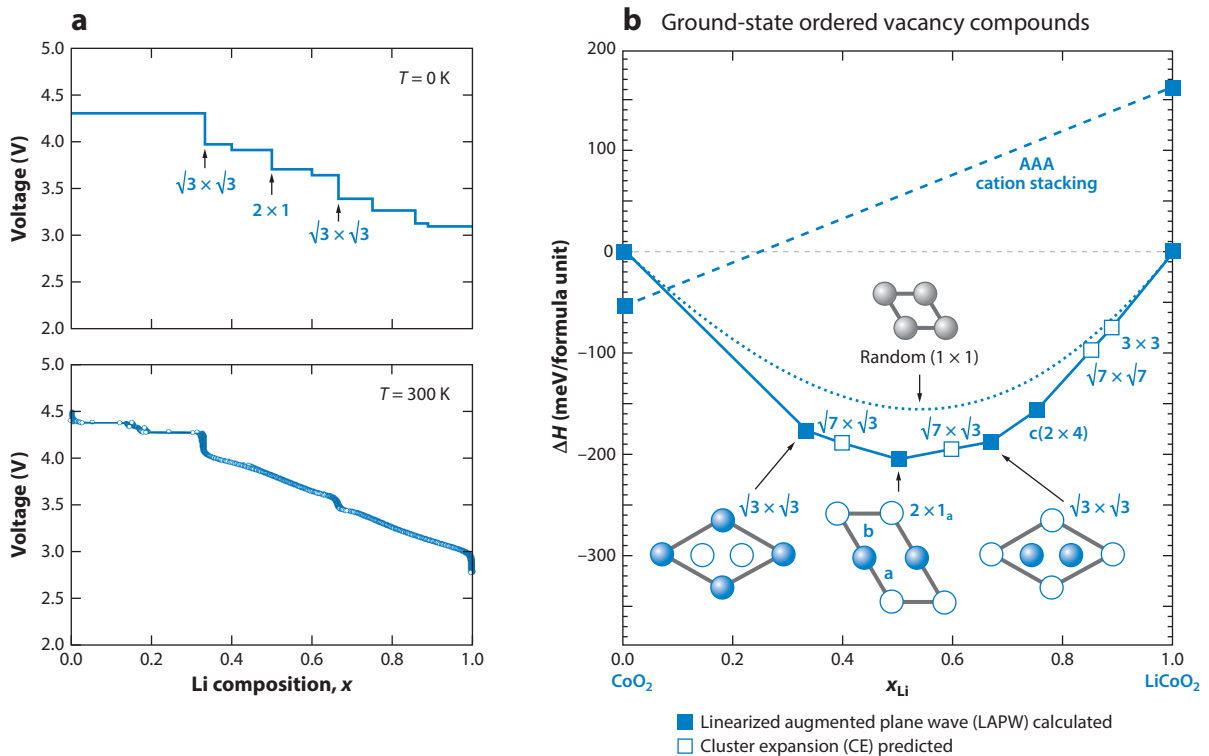 a
T = 0 K
5.0
4.5
4.0
3.5
3.0
2.5
2.0
Voltage (V)
√3 × √3
2 × 1
√3 × √3
T = 300 K
5.0
4.5
4.0
3.5
3.0
2.5
2.0
Voltage (V)
0.0 0.2 0.4 0.6 0.8 1.0
Li composition, x
b Ground-state ordered vacancy compounds
200
100
0
–100
–200
–300
ΔH (meV/formula unit)
AAA
cation stacking
Random (1 × 1)
3 × 3
√7 × √7
√7 × √3
√7 × √3
c(2 × 4)
√3 × √3
2 × 1a
√3 × √3
b
a
0.0 0.2 0.4 0.6 0.8 1.0
CoO2
xLi
LiCoO2
Linearized augmented plane wave (LAPW) calculated
Cluster expansion (CE) predicted